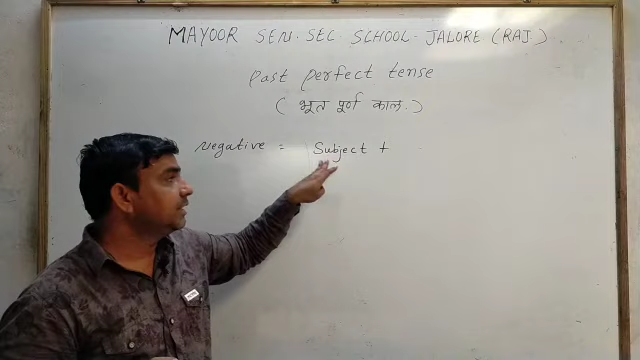 MAYOOR SEN. SEC. SCHOOL. JALORE (RAJ)
Past perfect tense
(भूत पूर्ण काल.)
Negative = Subject +